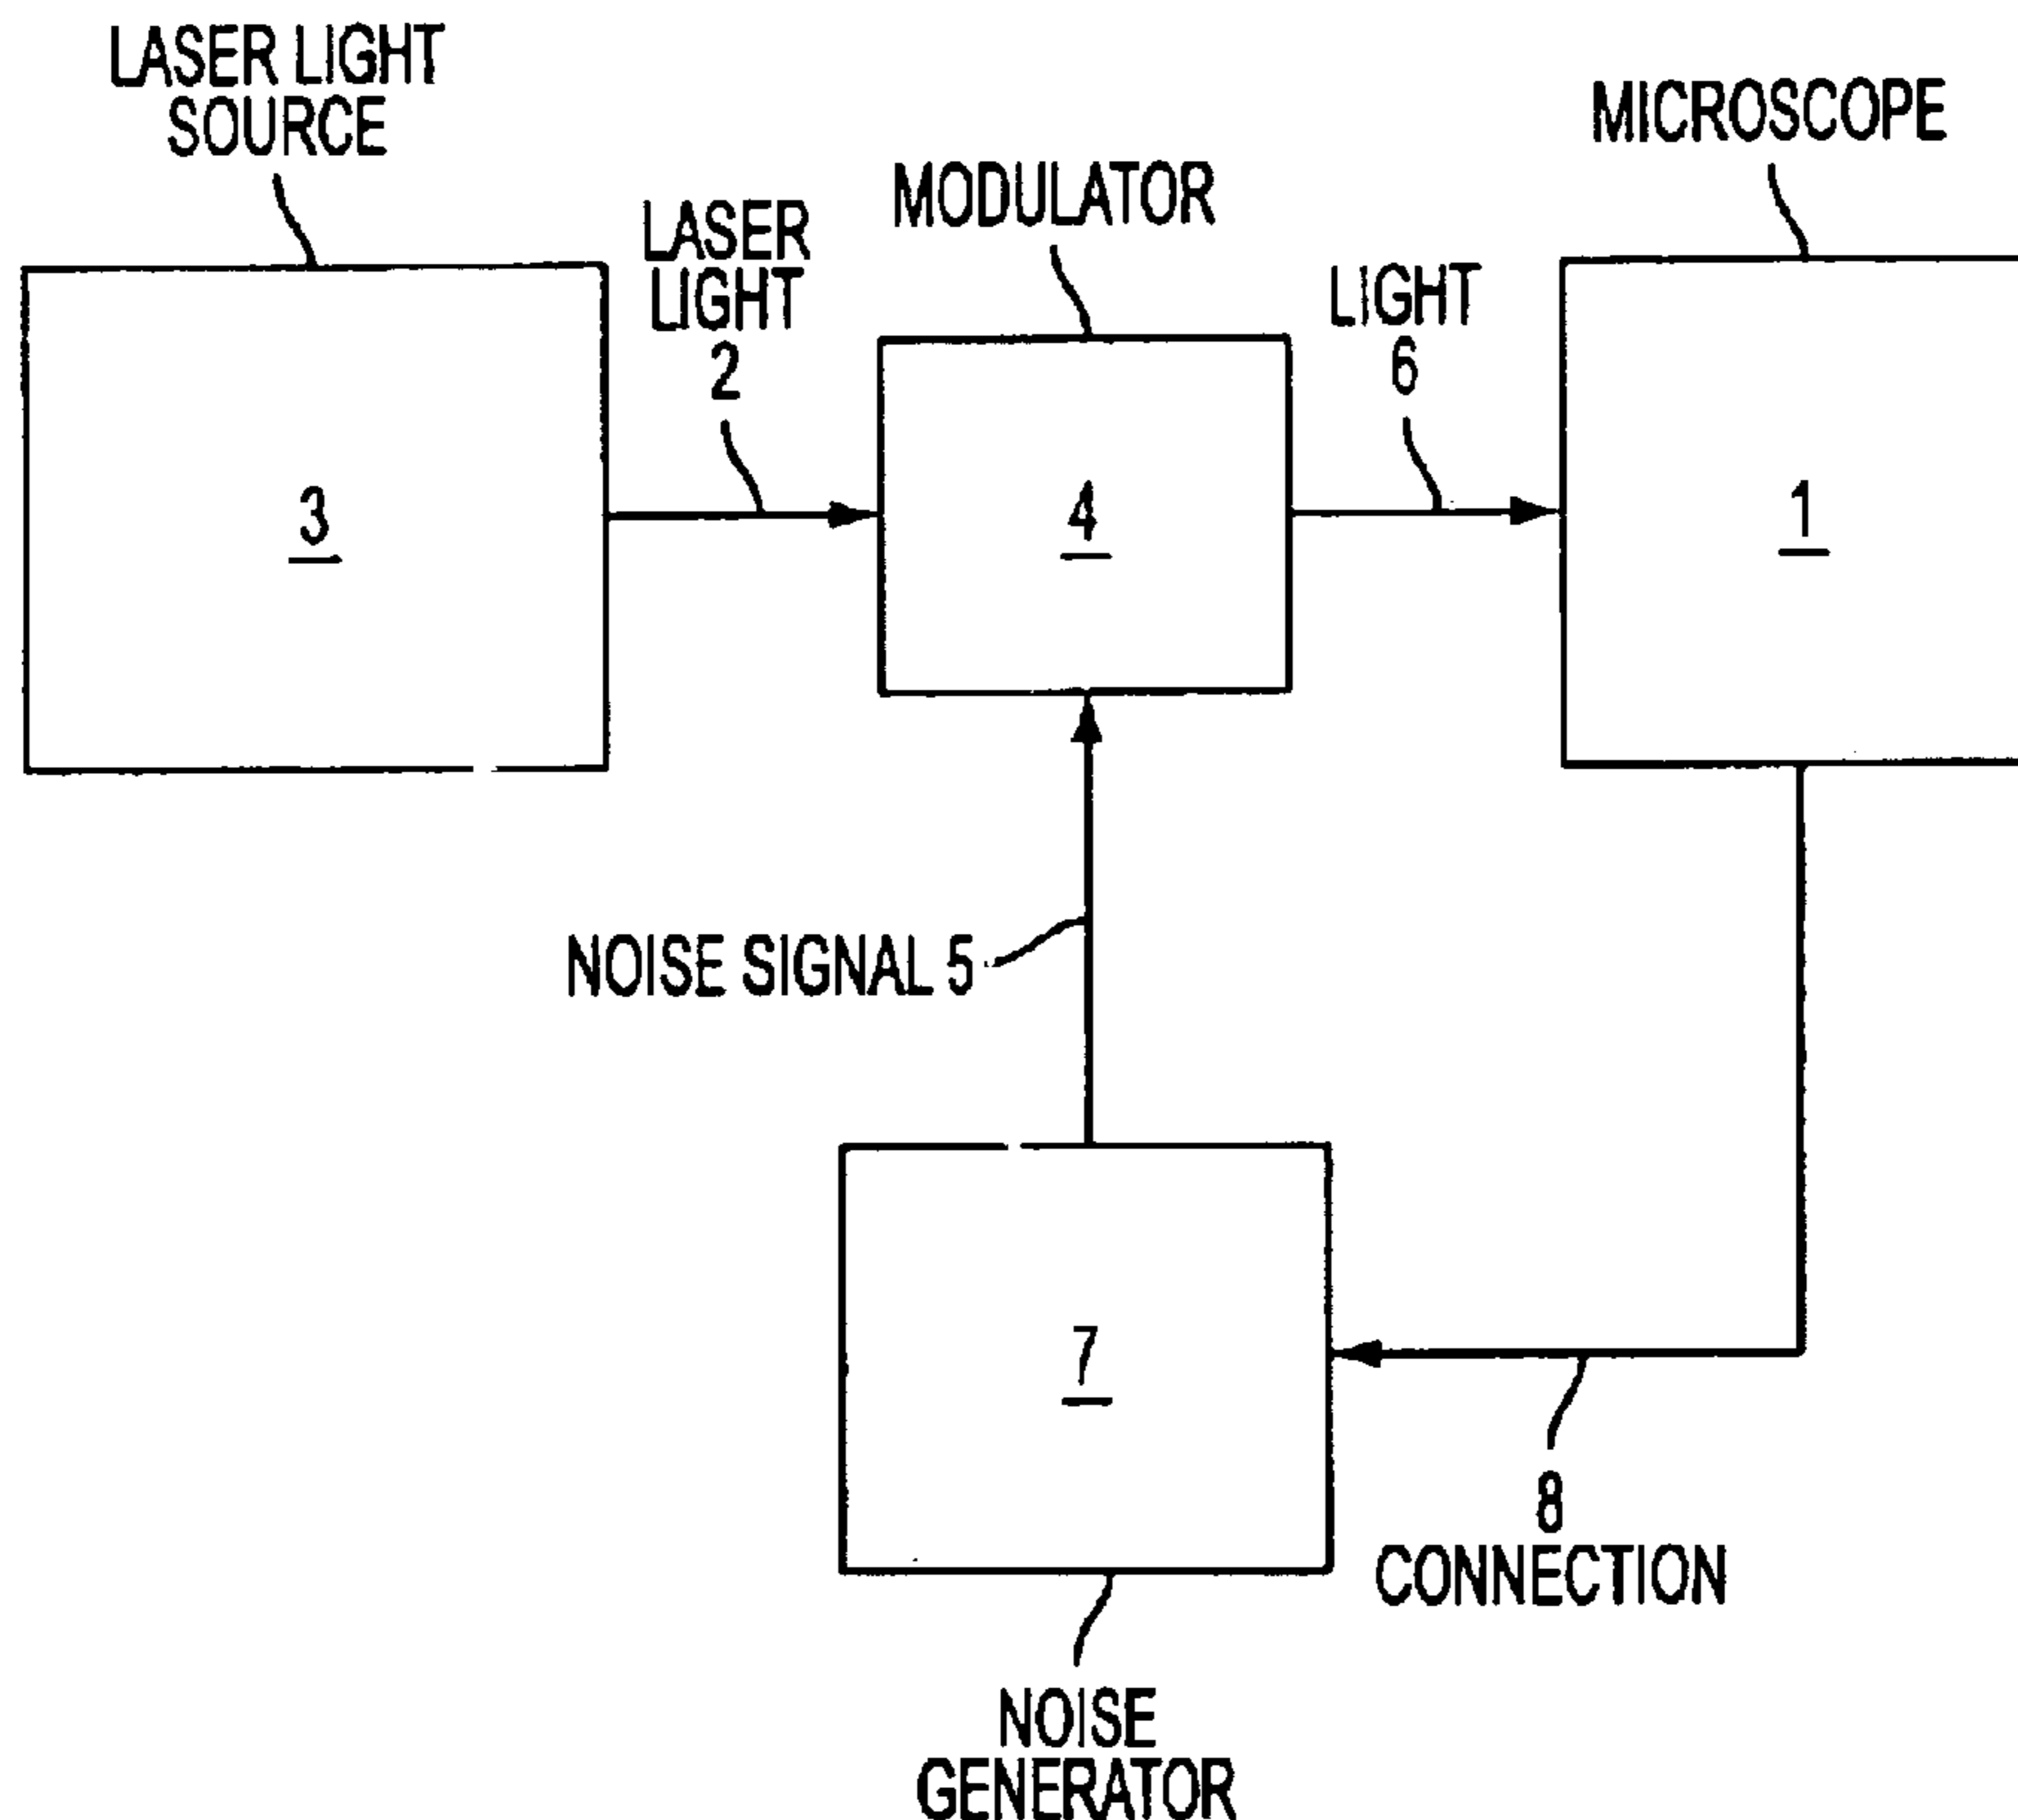 LASER LIGHT
SOURCE
LASER
LIGHT
2
MODULATOR
LIGHT
6
MICROSCOPE
3
4
1
NOISE SIGNAL 5
7
8
CONNECTION
NOISE
GENERATOR